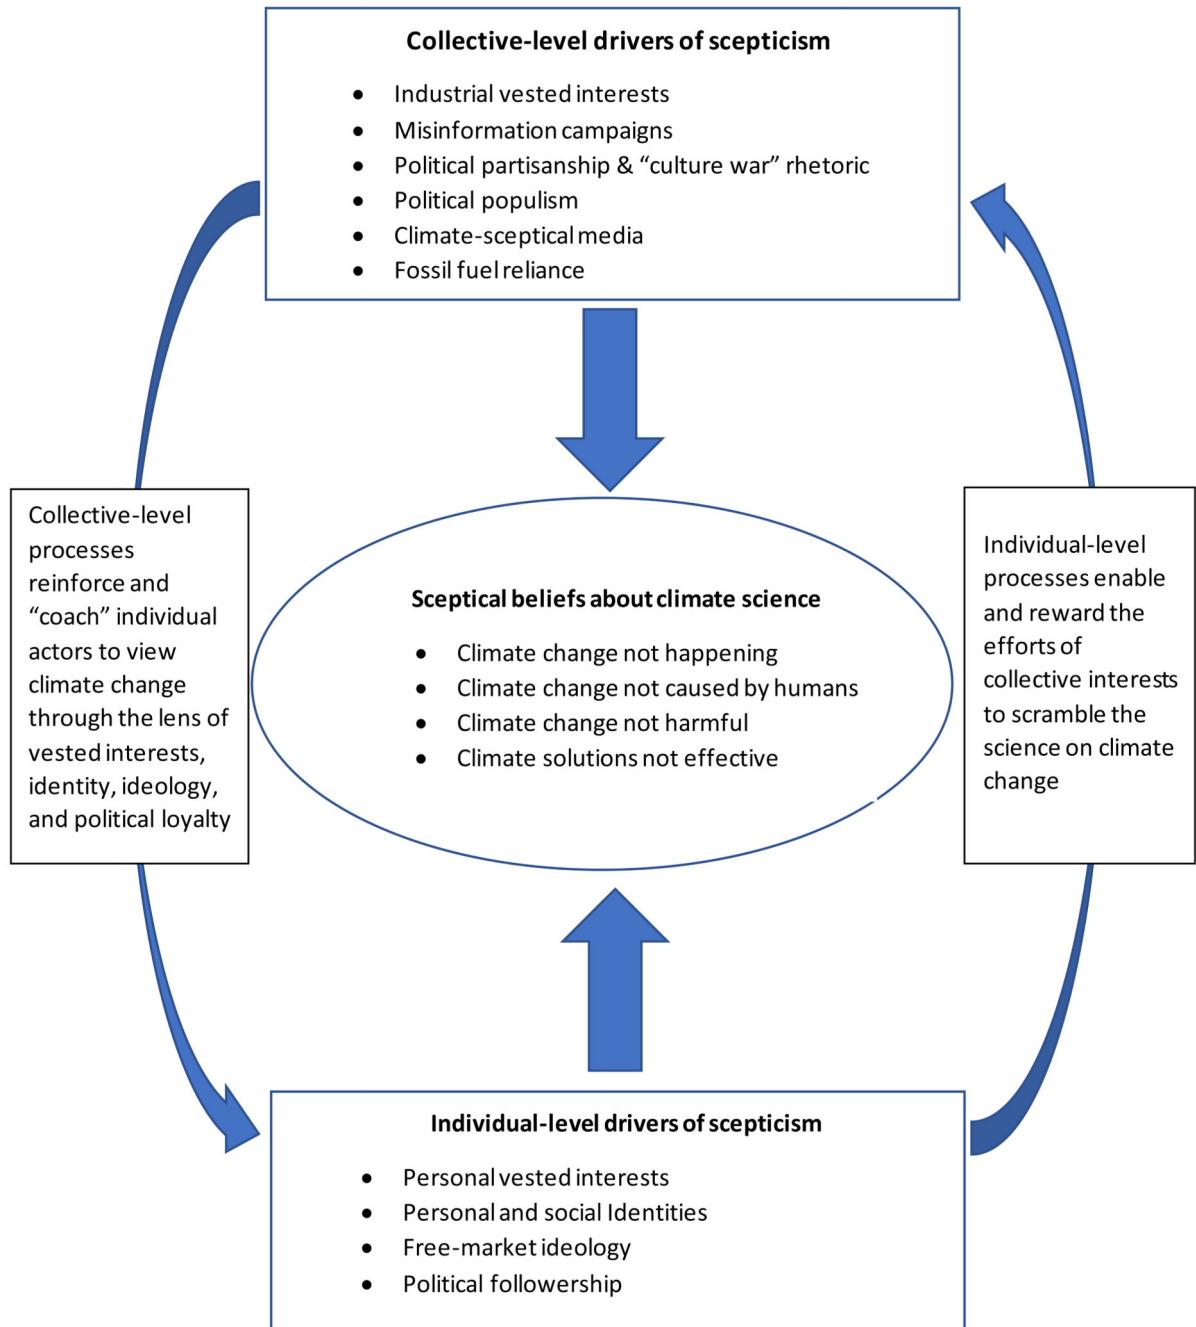 Collective-level drivers of scepticism
• Industrial vested interests
• Misinformation campaigns
• Political partisanship & “culture war” rhetoric
• Political populism
• Climate-sceptical media
• Fossil fuel reliance
Collective-level
processes
reinforce and
“coach” individual
actors to view
climate change
through the lens of
vested interests,
identity, ideology,
and political loyalty
Sceptical beliefs about climate science
• Climate change not happening
• Climate change not caused by humans
• Climate change not harmful
• Climate solutions not effective
Individual-level
processes enable
and reward the
efforts of
collective interests
to scramble the
science on climate
change
Individual-level drivers of scepticism
• Personal vested interests
• Personal and social Identities
• Free-market ideology
• Political followership